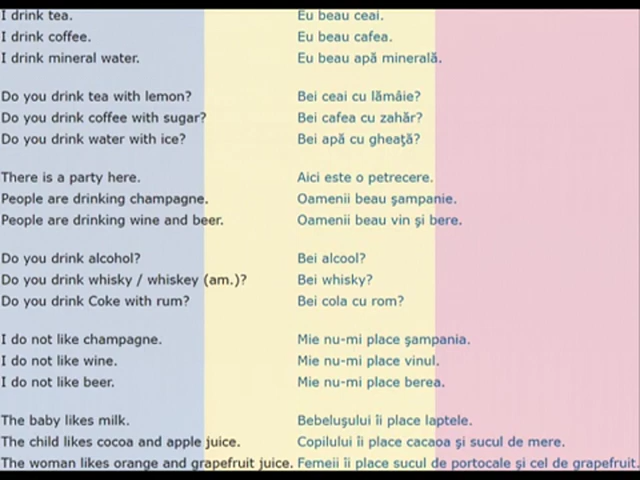 I drink tea. Eu beau ceai.
I drink coffee. Eu beau cafea.
I drink mineral water. Eu beau apă minerală.
Do you drink tea with lemon? Bei ceai cu lămâie?
Do you drink coffee with sugar? Bei cafea cu zahăr?
Do you drink water with ice? Bei apă cu gheaţă?
There is a party here. Aici este o petrecere.
People are drinking champagne. Oamenii beau şampanie.
People are drinking wine and beer. Oamenii beau vin şi bere.
Do you drink alcohol? Bei alcool?
Do you drink whisky / whiskey (am.)? Bei whisky?
Do you drink Coke with rum? Bei cola cu rom?
I do not like champagne. Mie nu-mi place şampania.
I do not like wine. Mie nu-mi place vinul.
I do not like beer. Mie nu-mi place berea.
The baby likes milk. Bebeluşului îi place laptele.
The child likes cocoa and apple juice. Copilului îi place cacaoa şi sucul de mere.
The woman likes orange and grapefruit juice. Femeii îi place sucul de portocale şi cel de grapefruit.